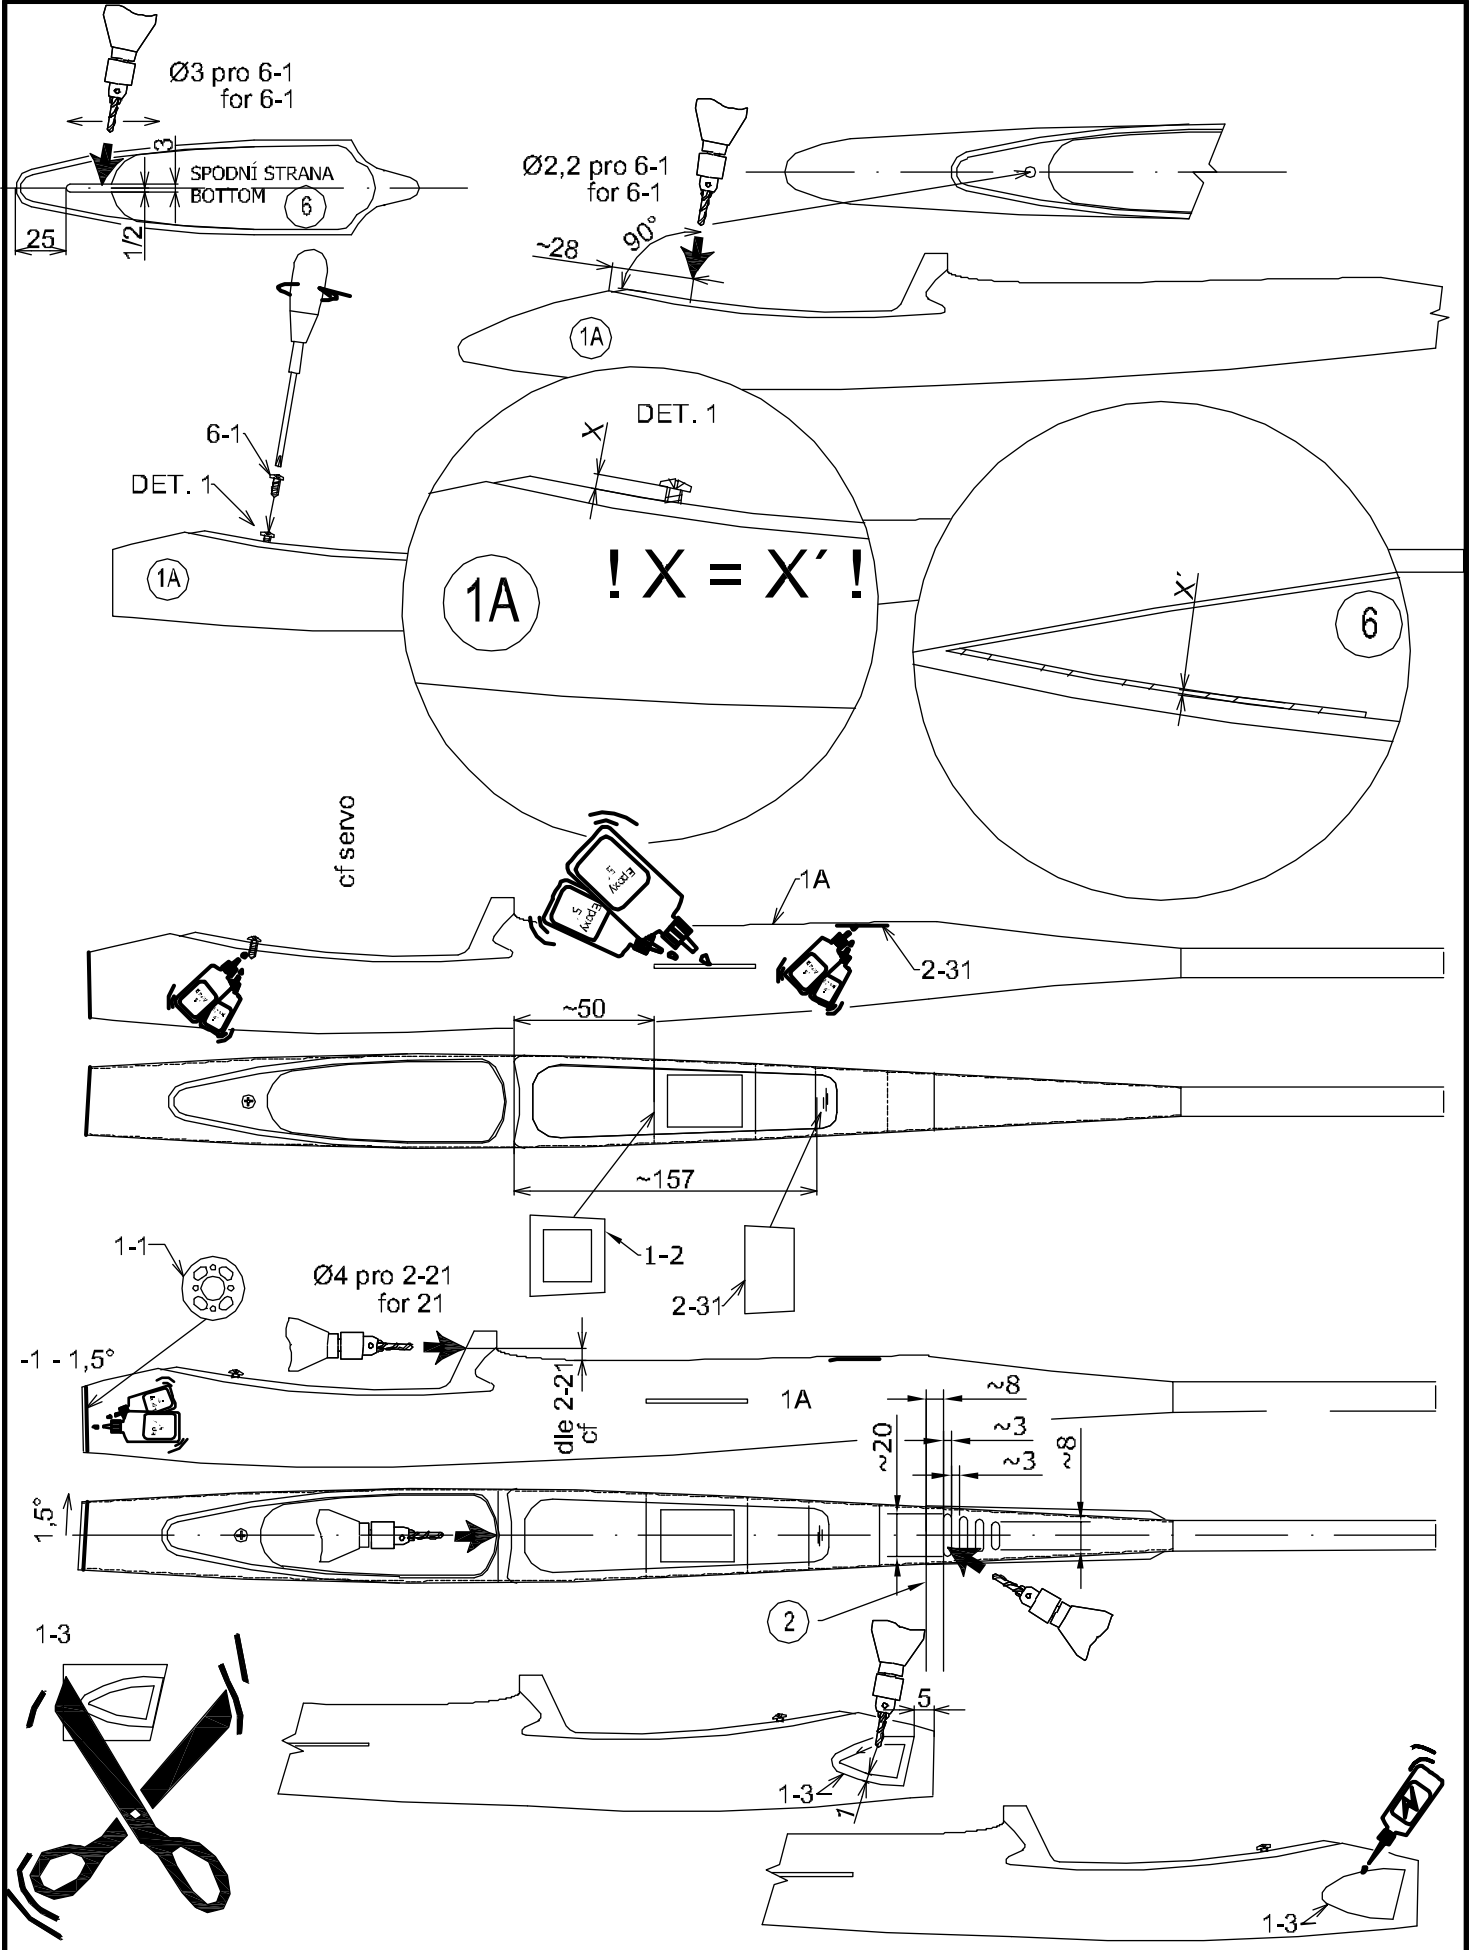 Ø3 pro 6-1
for 6-1
3
SPODNÍ STRANA
BOTTOM
6
25
1/2
Ø2,2 pro 6-1
for 6-1
90°
~28
1A
6-1
DET. 1
1A
DET. 1
X
! X = X´ !
1A
X´
6
cf servo
Epoxy
5´
Epoxy
5´
1A
2-31
~50
~157
1-2
2-31
1-1
Ø4 pro 2-21
for 21
-1 - 1,5°
dle 2-21
cf
1A
~8
~3
~3
~20
~8
1,5°
2
1-3
5
1-3
1
1-3